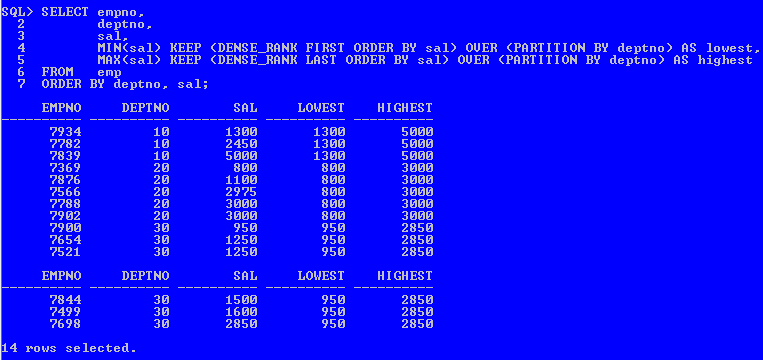 SQL> SELECT empno,
  2         deptno,
  3         sal,
  4         MIN(sal) KEEP (DENSE_RANK FIRST ORDER BY sal) OVER (PARTITION BY deptno) AS lowest,
  5         MAX(sal) KEEP (DENSE_RANK LAST ORDER BY sal) OVER (PARTITION BY deptno) AS highest
  6  FROM   emp
  7  ORDER BY deptno, sal;
     EMPNO     DEPTNO        SAL     LOWEST    HIGHEST
---------- ---------- ---------- ---------- ----------
      7934         10       1300       1300       5000
      7782         10       2450       1300       5000
      7839         10       5000       1300       5000
      7369         20        800        800       3000
      7876         20       1100        800       3000
      7566         20       2975        800       3000
      7788         20       3000        800       3000
      7902         20       3000        800       3000
      7900         30        950        950       2850
      7654         30       1250        950       2850
      7521         30       1250        950       2850
     EMPNO     DEPTNO        SAL     LOWEST    HIGHEST
---------- ---------- ---------- ---------- ----------
      7844         30       1500        950       2850
      7499         30       1600        950       2850
      7698         30       2850        950       2850
14 rows selected.